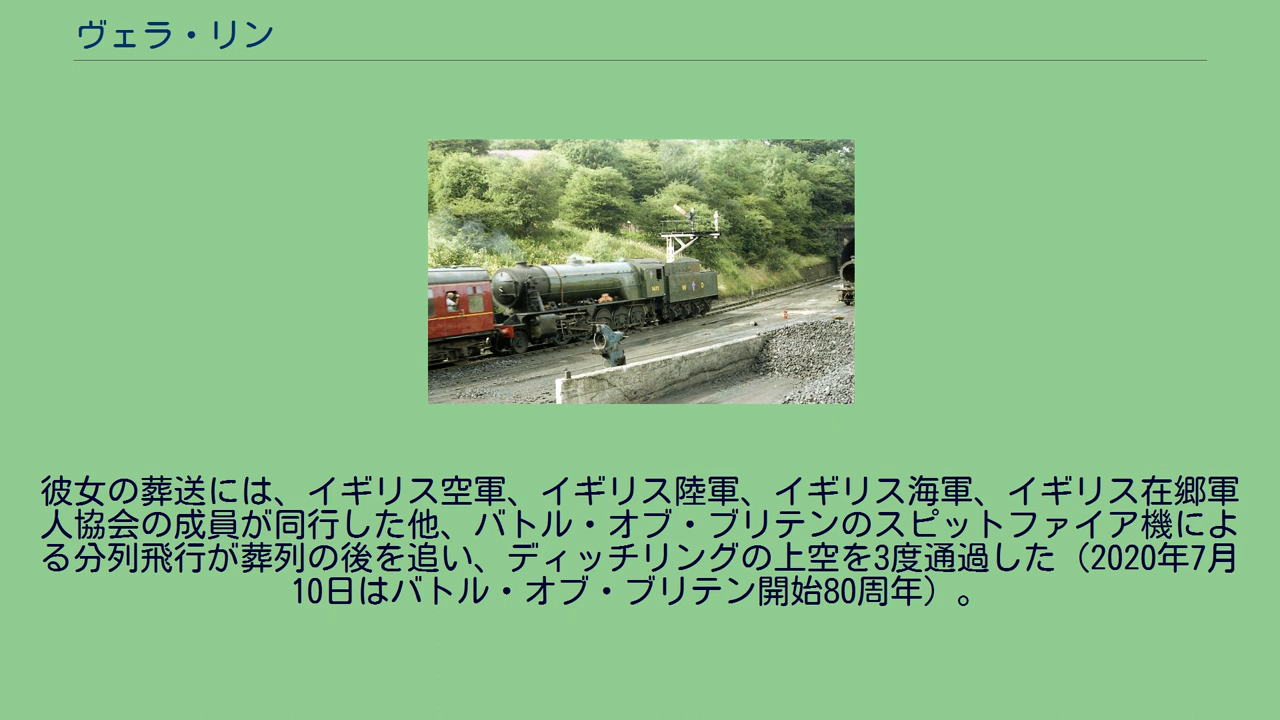 ヴェラ・リン
彼女の葬送には、イギリス空軍、イギリス陸軍、イギリス海軍、イギリス在郷軍
人協会の成員が同行した他、バトル・オブ・ブリテンのスピットファイア機によ
る分列飛行が葬列の後を追い、ディッチリングの上空を3度通過した（2020年7月
10日はバトル・オブ・ブリテン開始80周年）。